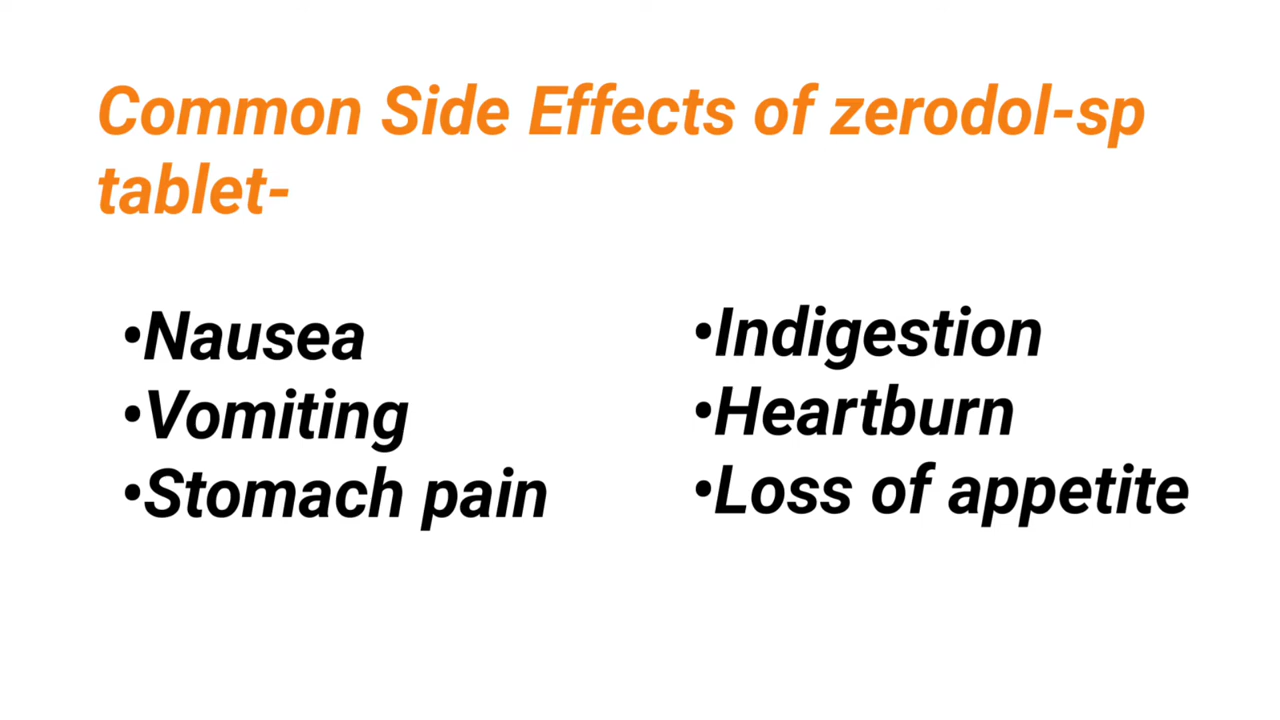 Common Side Effects of zerodol-sp
tablet-
•Nausea
•Vomiting
•Stomach pain
•Indigestion
•Heartburn
•Loss of appetite